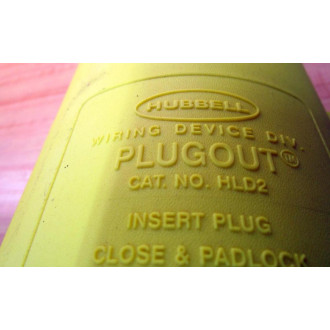 HUBBELL
WIRING DEVICE DIV.
PLUGOUT®
CAT. NO. HLD2
INSERT PLUG
CLOSE & PADLOCK